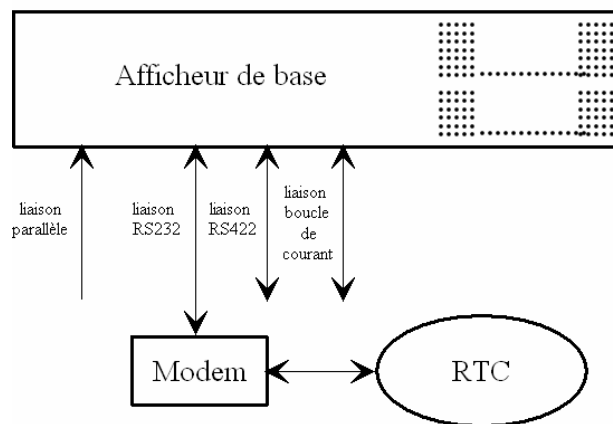 Afficheur de base
liaison
parallèle
liaison
RS232
liaison
RS422
liaison
boucle
de
courant
Modem
RTC